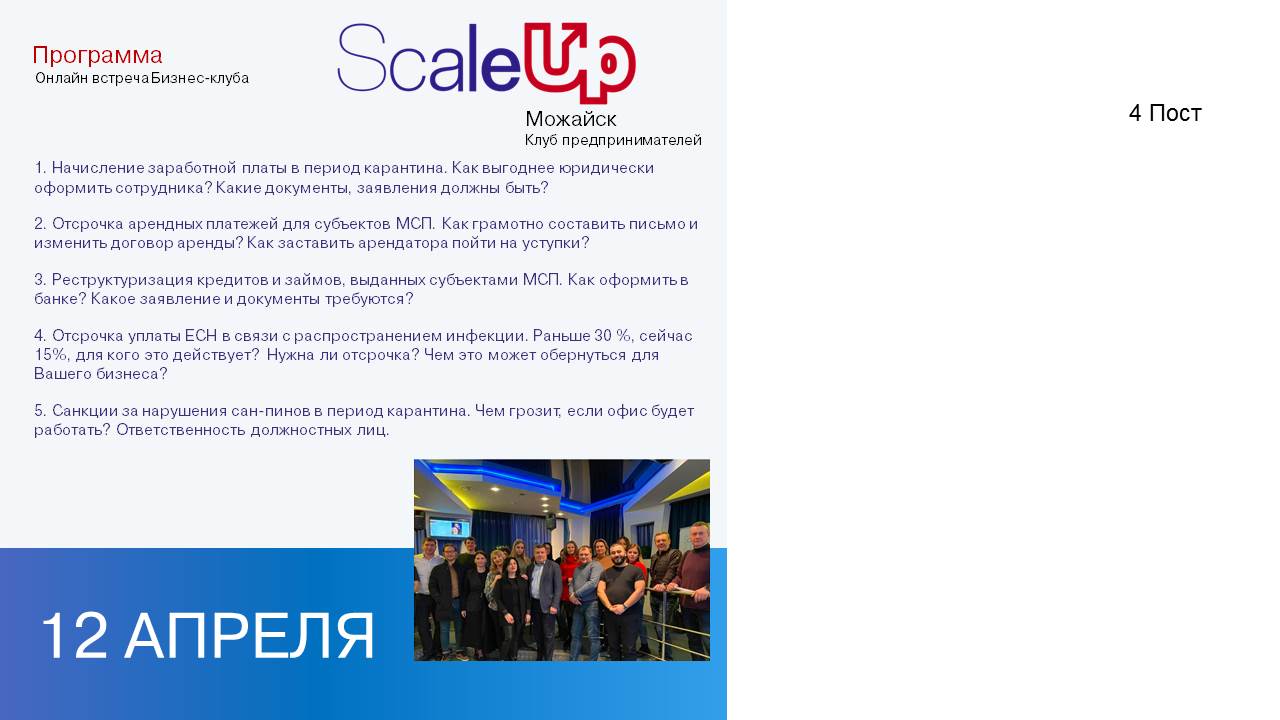 Программа
Онлайн встреча Бизнес-клуба
ScaleUp
Можайск
Клуб предпринимателей
4 Пост
1. Начисление заработной платы в период карантина. Как выгоднее юридически
оформить сотрудника? Какие документы, заявления должны быть?
2. Отсрочка арендных платежей для субъектов МСП. Как грамотно составить письмо и
изменить договор аренды? Как заставить арендатора пойти на уступки?
3. Реструктуризация кредитов и займов, выданных субъектами МСП. Как оформить в
банке? Какое заявление и документы требуются?
4. Отсрочка уплаты ЕСН в связи с распространением инфекции. Раньше 30 %, сейчас
15%, для кого это действует? Нужна ли отсрочка? Чем это может обернуться для
Вашего бизнеса?
5. Санкции за нарушения сан-пинов в период карантина. Чем грозит, если офис будет
работать? Ответственность должностных лиц.
12 АПРЕЛЯ